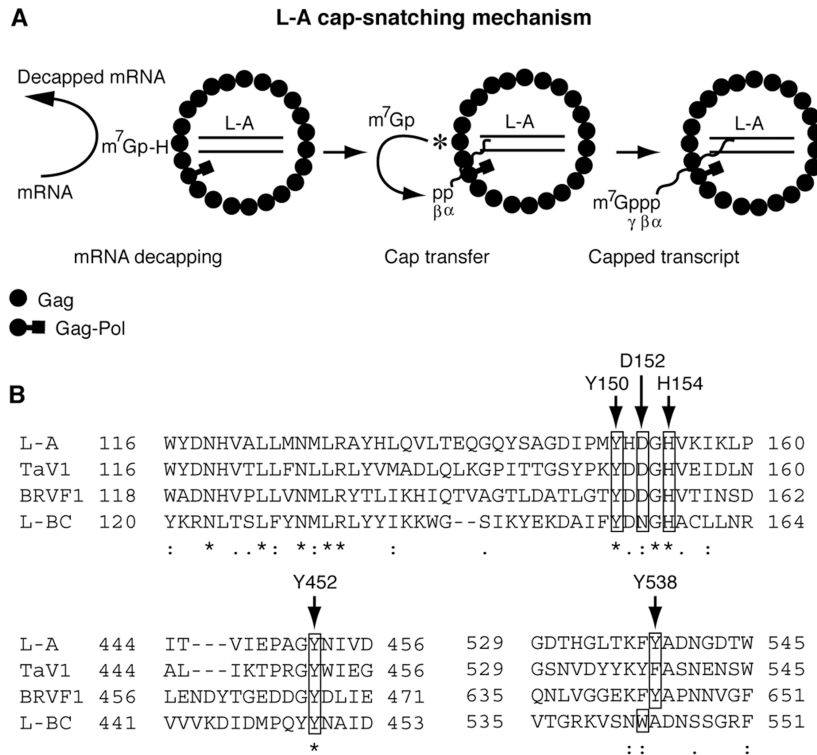 A
L-A cap-snatching mechanism
Decapped mRNA
m7Gp-H
mRNA
L-A
m7Gp
*
L-A
pp
βα
L-A
m7Gppp
γ βα
mRNA decapping
Cap transfer
Capped transcript
Gag
Gag-Pol
B
D152
Y150 H154
L-A 116 WYDNHVALLMNMLRAYHLQVLTEQGQYSAGDIPMYHDGHVKIKLP 160
TaV1 116 WYDNHVTLLFNLLRLYVMADLQLKGPITTGSYPKYDDGHVEIDLN 160
BRVF1 118 WADNHVPLLVNMLRYTLIKHIQTVAGTLDATLGTYDDGHVTINSD 162
L-BC 120 YKRNLTSLFYNMLRLYYIKKWG--SIKYEKDAIFYDNGHACLLNR 164
: * ..*: *:** : . * .:** . :
Y452
L-A 444 IT---VIEPAGYNIVD 456
TaV1 444 AL---IKTPRGYWIEG 456
BRVF1 456 LENDYTGEDDGYDLIE 471
L-BC 441 VVVKDIDMPQYYNAID 453
*
Y538
529 GDTHGLTKFYADNGDTW 545
529 GSNVDYYKYFASNENSW 545
635 QNLVGGEKFYAPNNVGF 651
535 VTGRKVSNWADNSSGRF 551
:: . :